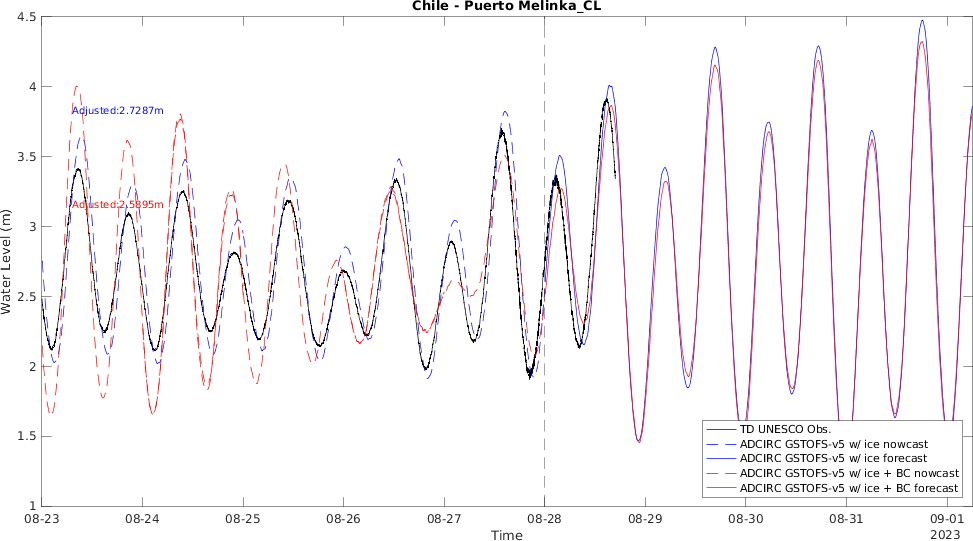 Chile - Puerto Melinka_CL
4.5
4
3.5
3
2.5
2
1.5
1
Water Level (m)
Adjusted:2.7287m
Adjusted:2.5895m
TD UNESCO Obs.
ADCIRC GSTOFS-v5 w/ ice nowcast
ADCIRC GSTOFS-v5 w/ ice forecast
ADCIRC GSTOFS-v5 w/ ice + BC nowcast
ADCIRC GSTOFS-v5 w/ ice + BC forecast
08-23 08-24 08-25 08-26 08-27 08-28 08-29 08-30 08-31 09-01
2023
Time